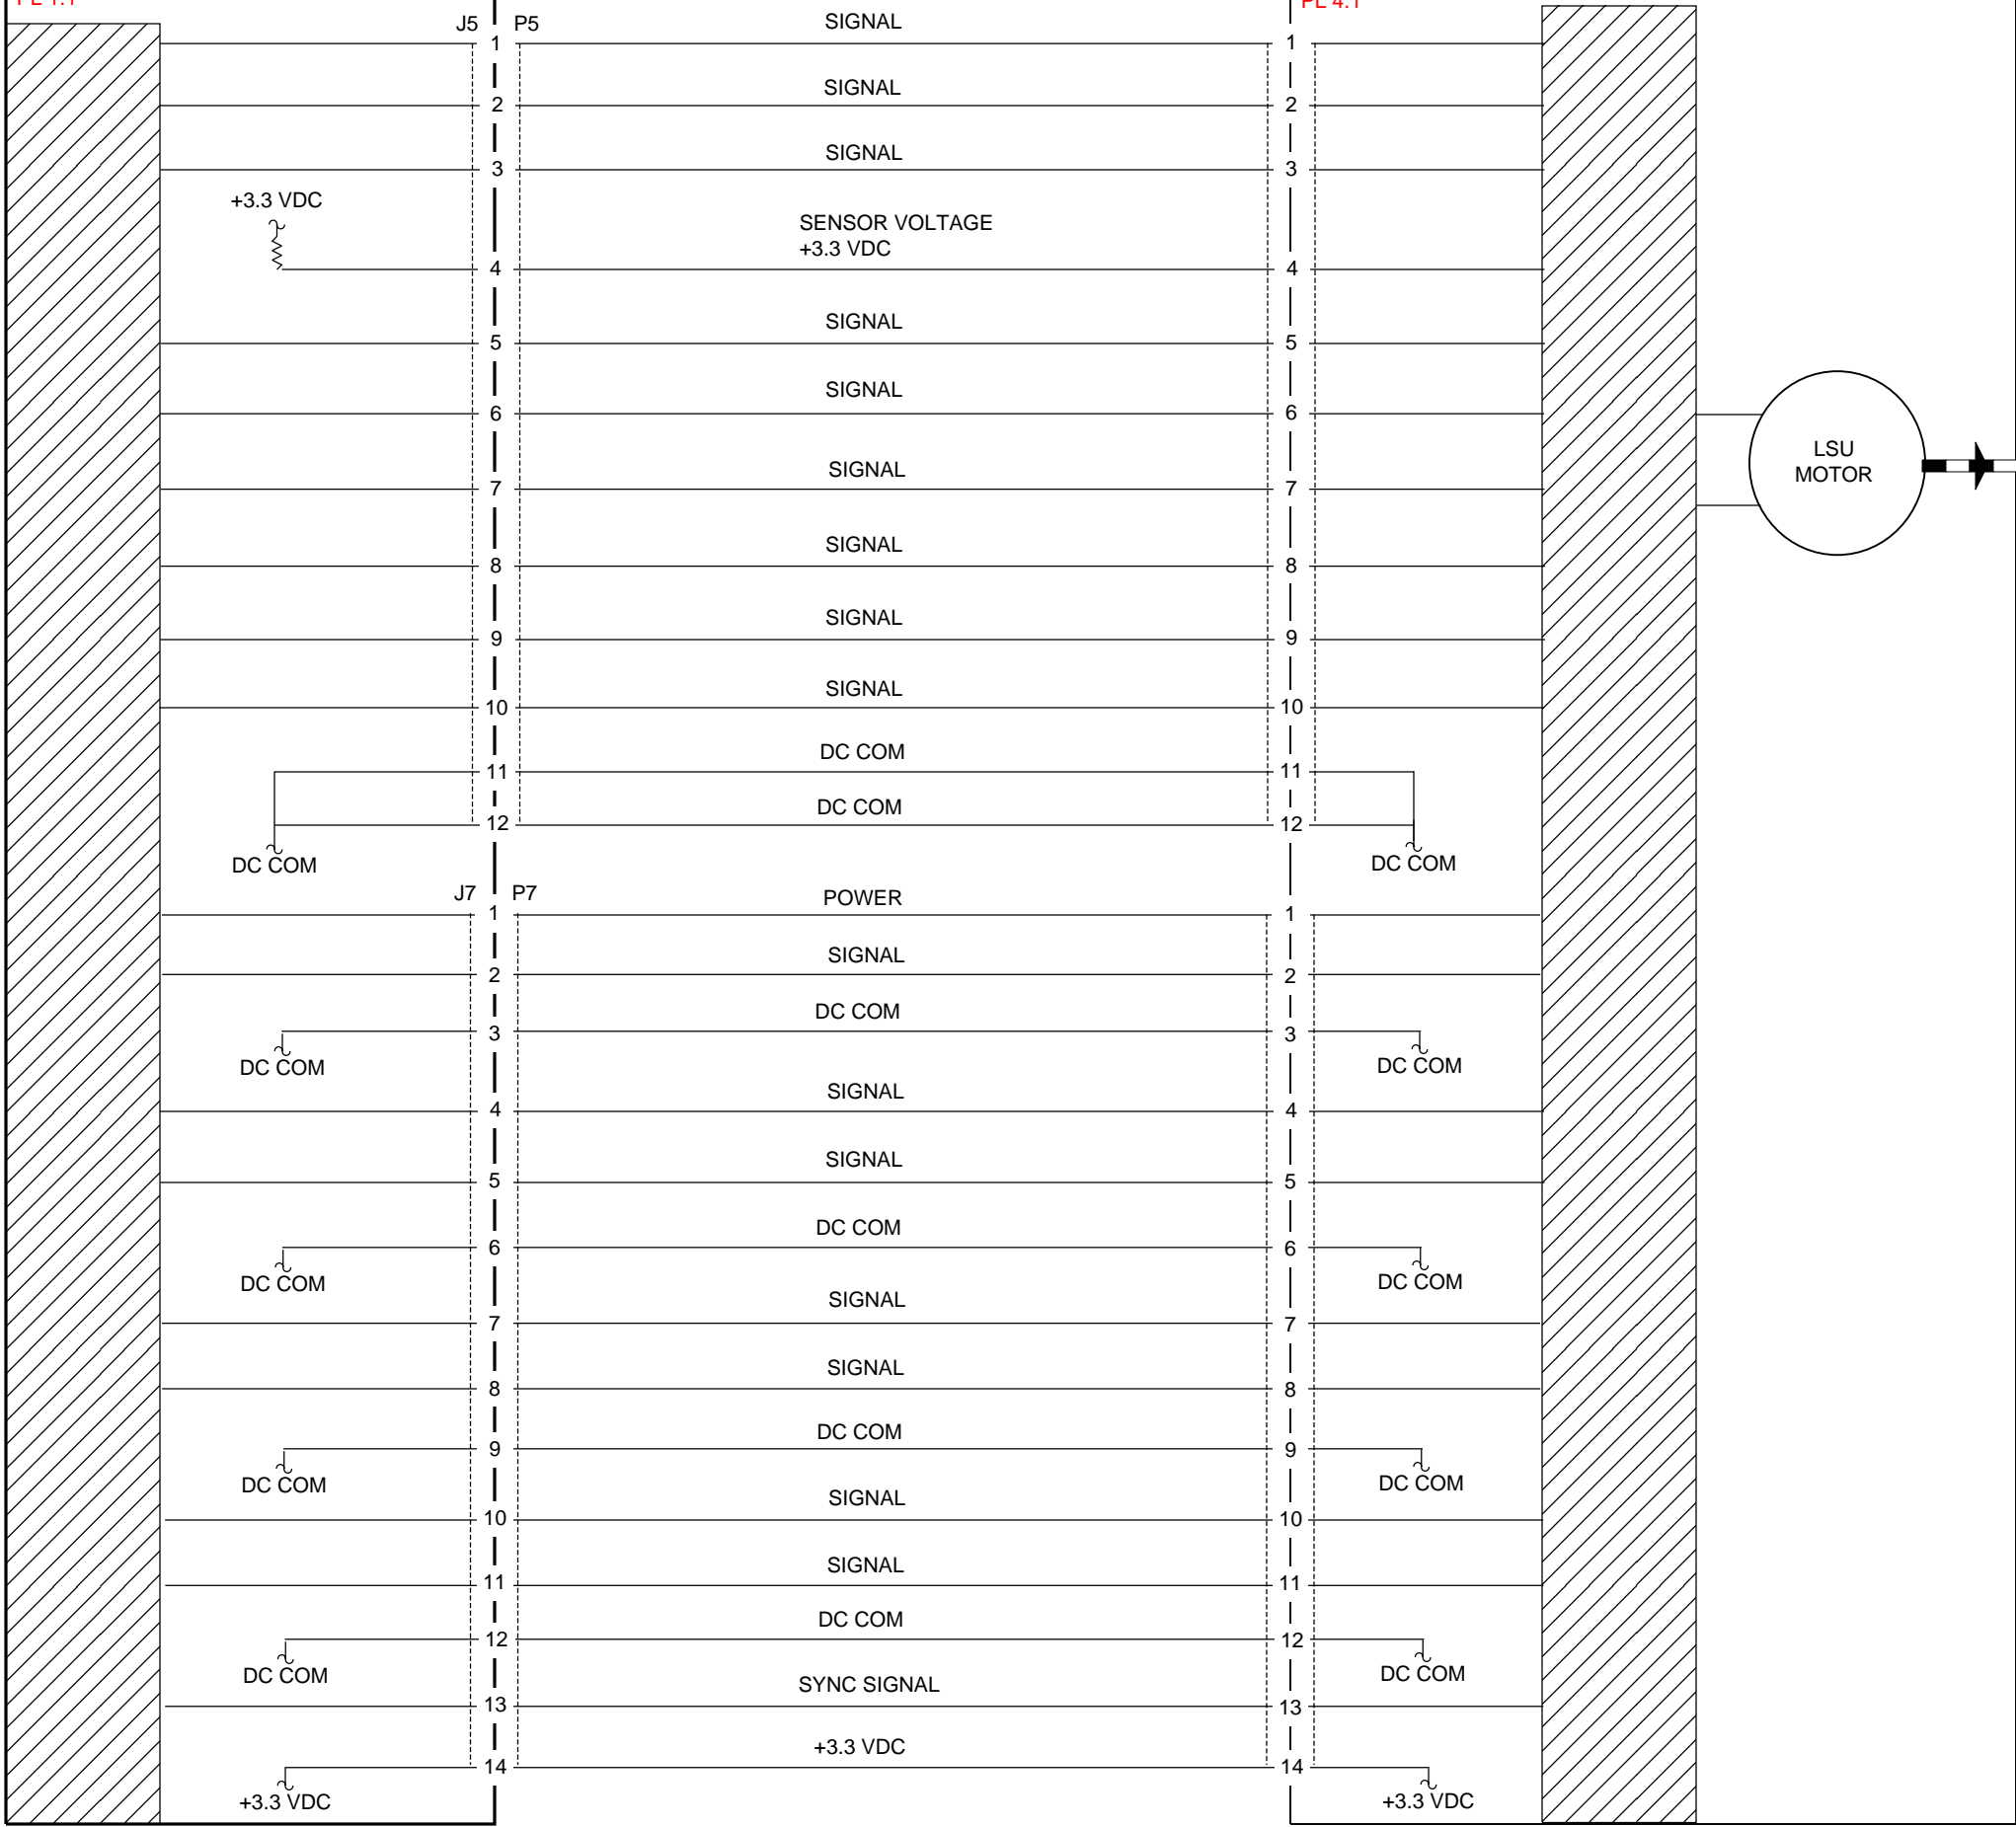 PL 1.1
PL 4.1
J5 P5
SIGNAL
1 1
SIGNAL
2 2
SIGNAL
3 3
+3.3 VDC
SENSOR VOLTAGE
+3.3 VDC
4 4
SIGNAL
5 5
SIGNAL
6 6
LSU
MOTOR
SIGNAL
7 7
SIGNAL
8 8
SIGNAL
9 9
SIGNAL
10 10
DC COM
11 11
DC COM
12 12
DC COM DC COM
J7 P7
POWER
1 1
SIGNAL
2 2
DC COM
3 3
DC COM DC COM
SIGNAL
4 4
SIGNAL
5 5
DC COM
6 6
DC COM DC COM
SIGNAL
7 7
SIGNAL
8 8
DC COM
9 9
DC COM DC COM
SIGNAL
10 10
SIGNAL
11 11
DC COM
12 12
DC COM DC COM
SYNC SIGNAL
13 13
+3.3 VDC
14 14
+3.3 VDC +3.3 VDC